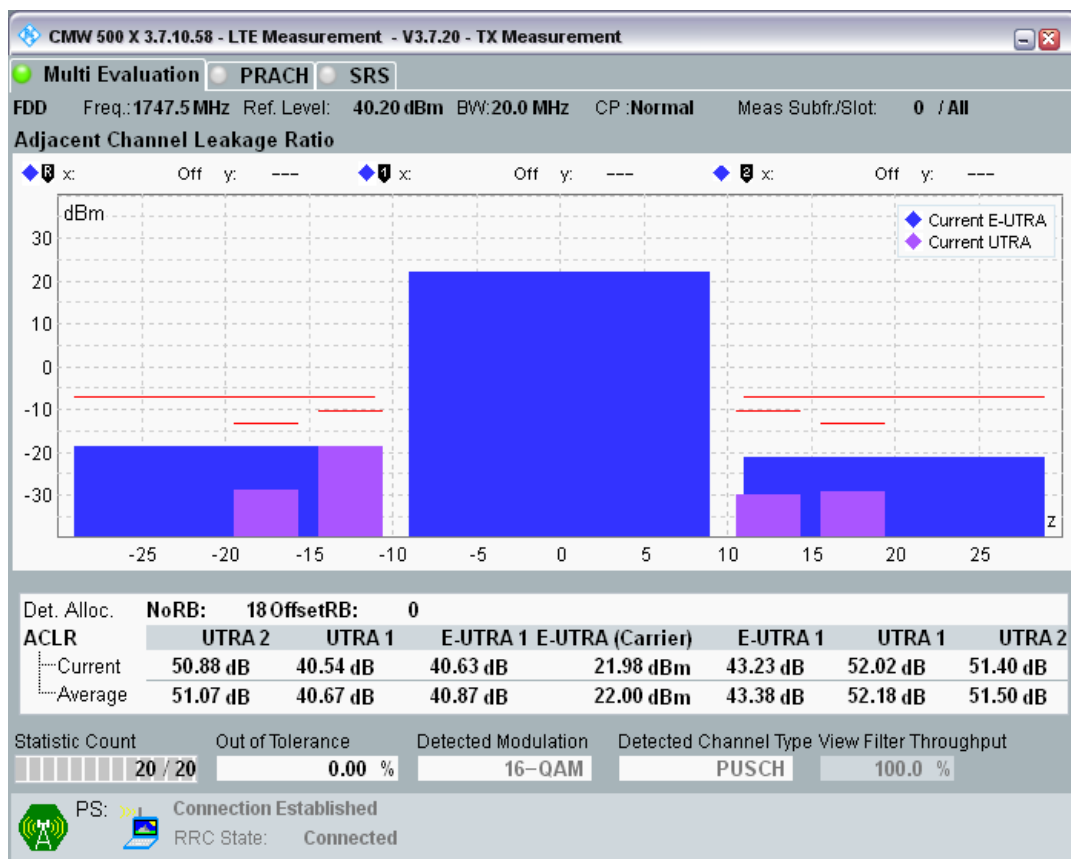 CMW 500 X 3.7.10.58 - LTE Measurement - V3.7.20 - TX Measurement
Multi Evaluation PRACH SRS
FDD Freq.: 1747.5 MHz Ref. Level: 40.20 dBm BW: 20.0 MHz CP : Normal Meas Subfr./Slot: 0 / All
Adjacent Channel Leakage Ratio
R x: Off y: --- 1 x: Off y: --- 2 x: Off y: ---
dBm
Current E-UTRA
Current UTRA
30
20
10
0
-10
-20
-30
z
-25 -20 -15 -10 -5 0 5 10 15 20 25
Det. Alloc. NoRB: 18 OffsetRB: 0
ACLR UTRA 2 UTRA 1 E-UTRA 1 E-UTRA (Carrier) E-UTRA 1 UTRA 1 UTRA 2
Current 50.88 dB 40.54 dB 40.63 dB 21.98 dBm 43.23 dB 52.02 dB 51.40 dB
Average 51.07 dB 40.67 dB 40.87 dB 22.00 dBm 43.38 dB 52.18 dB 51.50 dB
Statistic Count Out of Tolerance Detected Modulation Detected Channel Type View Filter Throughput
20 / 20 0.00 % 16-QAM PUSCH 100.0 %
PS: Connection Established
RRC State: Connected